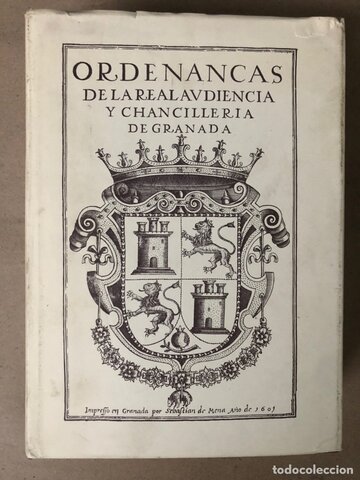 ORDENANCAS
DE LA REAL AVDIENCIA
Y CHANCILLERIA
DE GRANADA
Impresso en Granada por Sebastian de Mena Año de 1601
todocoleccion